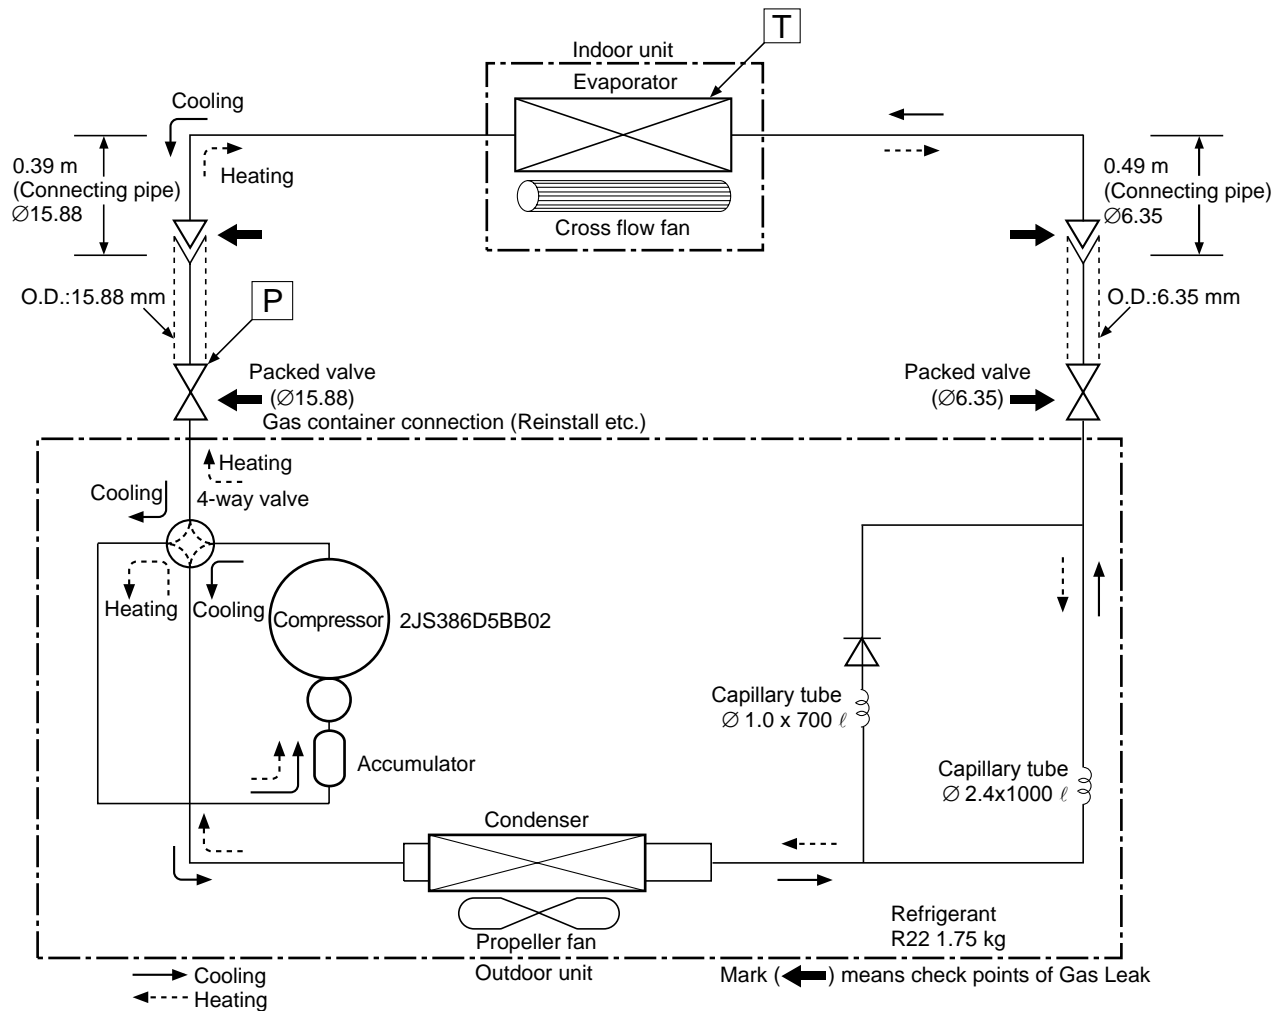 T
Indoor unit
Evaporator
Cooling
Heating
0.39 m
(Connecting pipe)
Ø15.88
0.49 m
(Connecting pipe)
Ø6.35
Cross flow fan
O.D.:15.88 mm
P
O.D.:6.35 mm
Packed valve
(Ø15.88)
Packed valve
(Ø6.35)
Gas container connection (Reinstall etc.)
Heating
Cooling
4-way valve
Heating
Cooling
Compressor
2JS386D5BB02
Capillary tube
Ø 1.0 x 700 ℓ
Accumulator
Capillary tube
Ø 2.4x1000 ℓ
Condenser
Propeller fan
Refrigerant
R22 1.75 kg
Outdoor unit
Cooling
Heating
Mark ( ) means check points of Gas Leak